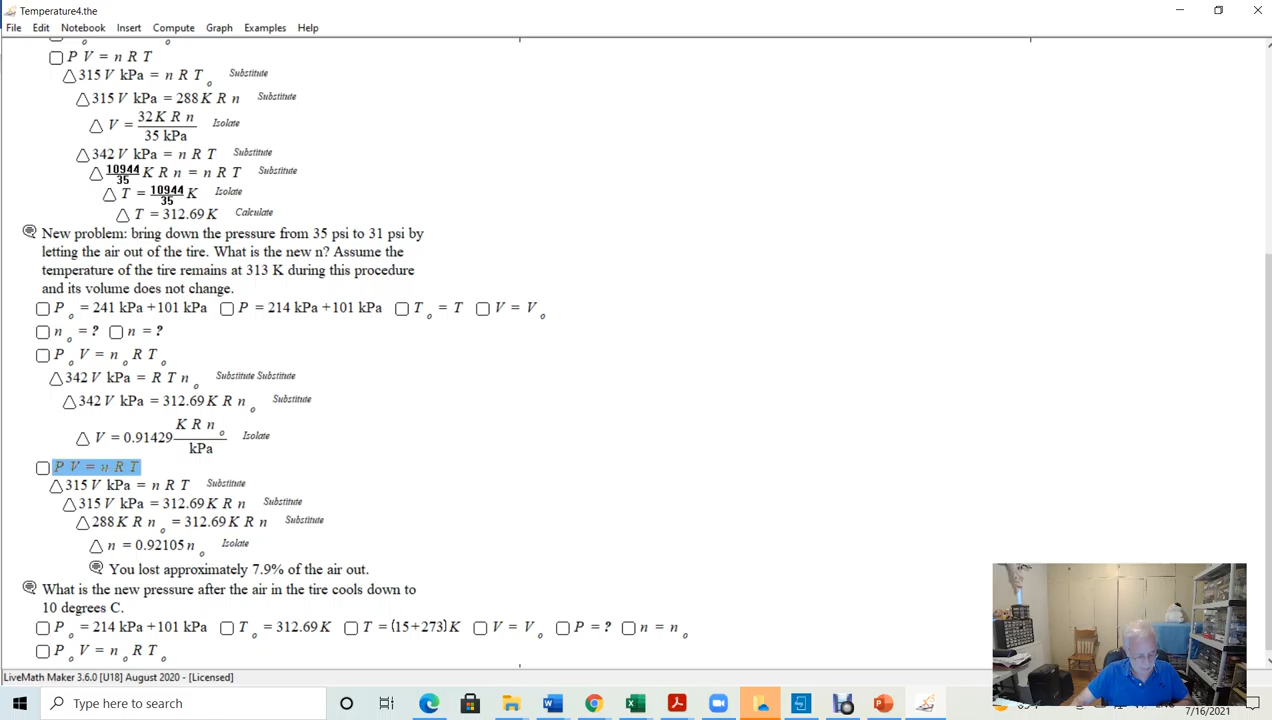 Temperature4.the
File Edit Notebook Insert Compute Graph Examples Help
P V = n R T
315 V kPa = n R T o Substitute
315 V kPa = 288 K R n Substitute
V = 32 K R n / 35 kPa Isolate
342 V kPa = n R T Substitute
10944/35 K R n = n R T Substitute
T = 10944/35 K Isolate
T = 312.69 K Calculate
New problem: bring down the pressure from 35 psi to 31 psi by
letting the air out of the tire. What is the new n? Assume the
temperature of the tire remains at 313 K during this procedure
and its volume does not change.
P o = 241 kPa +101 kPa P = 214 kPa +101 kPa T o = T V = V o
n o = ? n = ?
P o V = n o R T o
342 V kPa = R T n o Substitute Substitute
342 V kPa = 312.69 K R n o Substitute
V = 0.91429 K R n o / kPa Isolate
P V = n R T
315 V kPa = n R T Substitute
315 V kPa = 312.69 K R n Substitute
288 K R n o = 312.69 K R n Substitute
n = 0.92105 n o Isolate
You lost approximately 7.9% of the air out.
What is the new pressure after the air in the tire cools down to
10 degrees C.
P o = 214 kPa +101 kPa T o = 312.69 K T = (15+273) K V = V o P = ? n = n o
P o V = n o R T o
LiveMath Maker 3.6.0 [U18] August 2020 - [Licensed]
Type here to search
7/16/2021